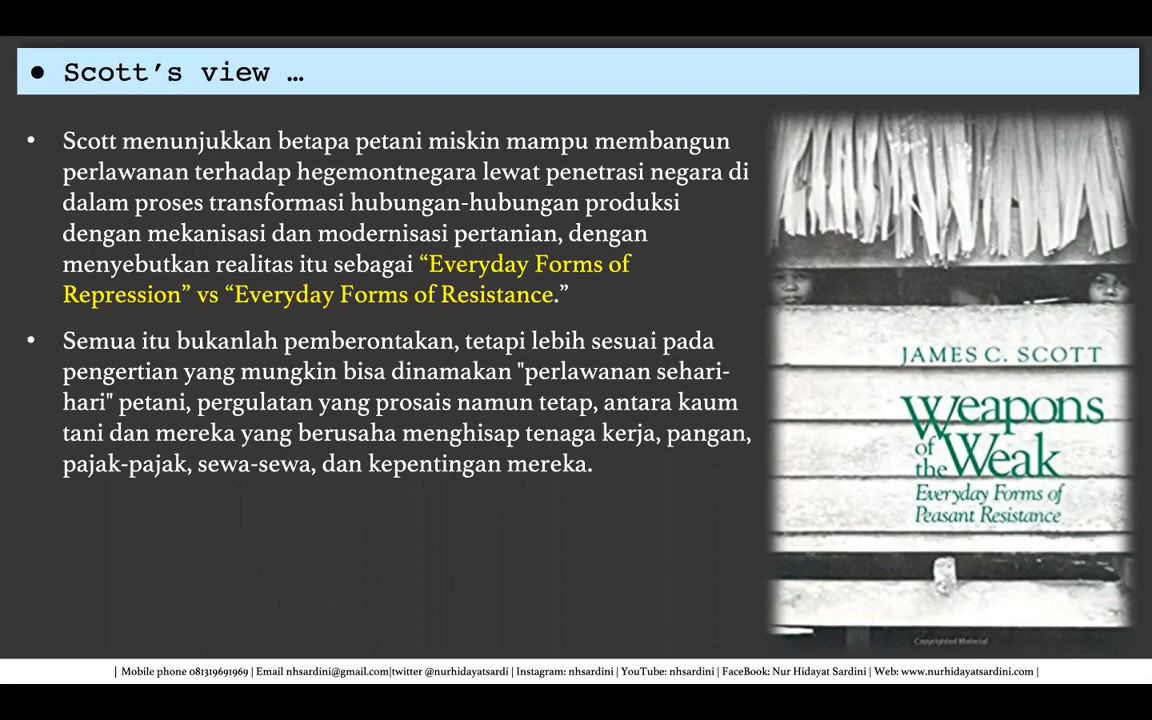 ● Scott's view …
• Scott menunjukkan betapa petani miskin mampu membangun
perlawanan terhadap hegemontnegara lewat penetrasi negara di
dalam proses transformasi hubungan-hubungan produksi
dengan mekanisasi dan modernisasi pertanian, dengan
menyebutkan realitas itu sebagai “Everyday Forms of
Repression” vs “Everyday Forms of Resistance.”
• Semua itu bukanlah pemberontakan, tetapi lebih sesuai pada
pengertian yang mungkin bisa dinamakan "perlawanan sehari-
hari" petani, pergulatan yang prosais namun tetap, antara kaum
tani dan mereka yang berusaha menghisap tenaga kerja, pangan,
pajak-pajak, sewa-sewa, dan kepentingan mereka.
JAMES C. SCOTT
Weapons
of
the Weak
Everyday Forms of
Peasant Resistance
Copyrighted Material
| Mobile phone 081319691969 | Email nhsardini@gmail.com|twitter @nurhidayatsardi | Instagram: nhsardini | YouTube: nhsardini | FaceBook: Nur Hidayat Sardini | Web: www.nurhidayatsardini.com |